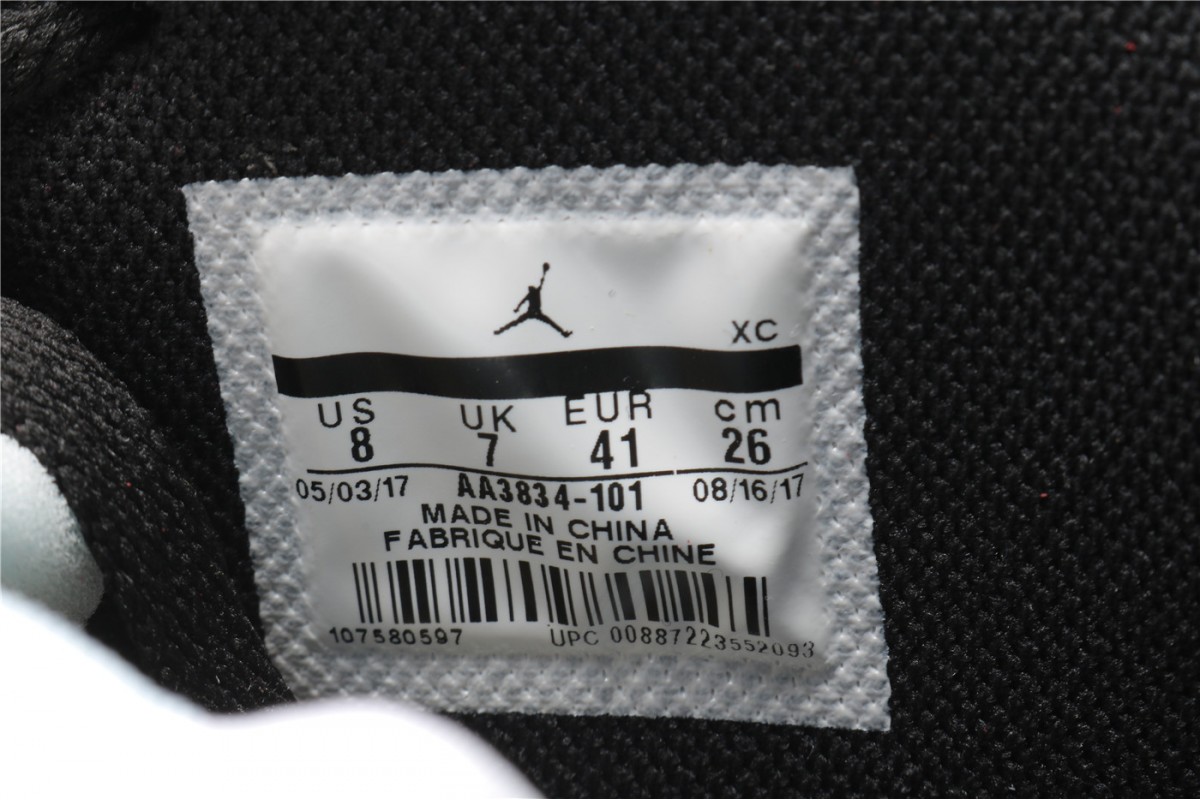 XC
US UK EUR cm
8 7 41 26
05/03/17 AA3834-101 08/16/17
MADE IN CHINA
FABRIQUE EN CHINE
107580597 UPC 00887223552093